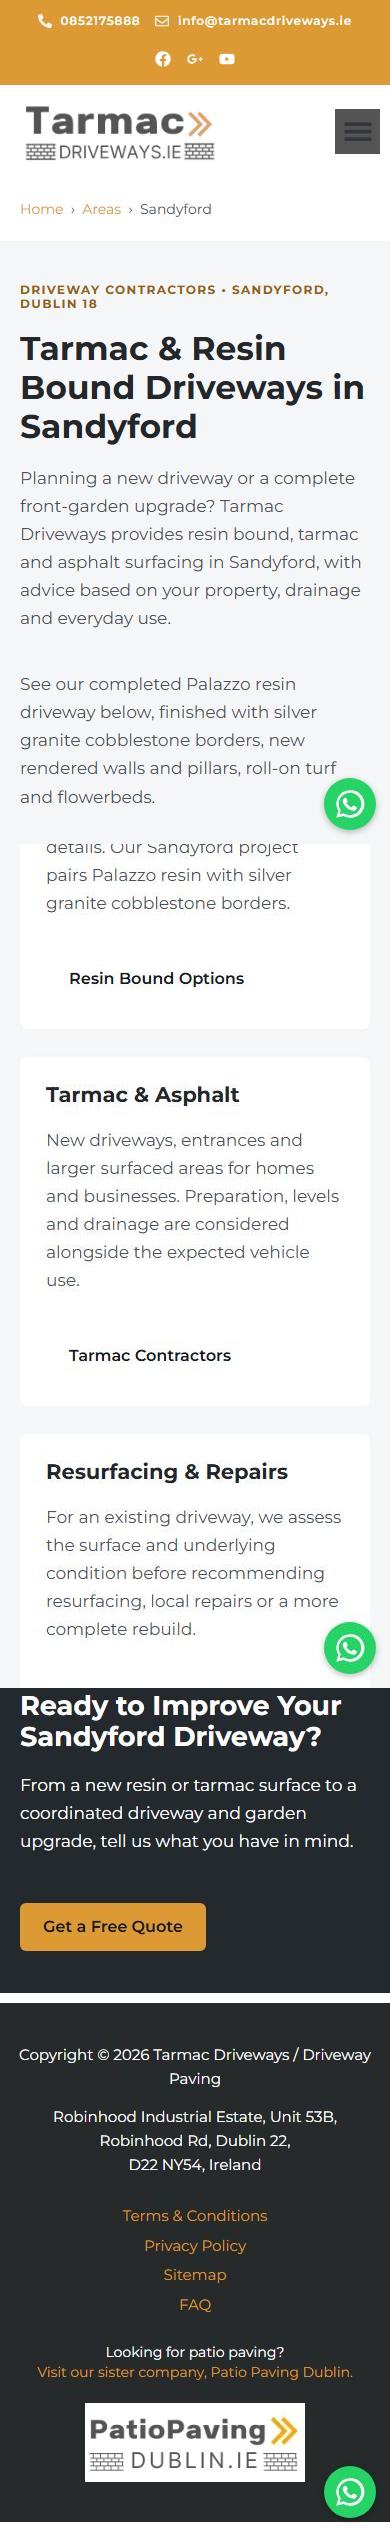 0852175888 info@tarmacdriveways.ie
Tarmac
DRIVEWAYS.IE
Home › Areas › Sandyford
DRIVEWAY CONTRACTORS • SANDYFORD,
DUBLIN 18
Tarmac & Resin
Bound Driveways in
Sandyford
Planning a new driveway or a complete
front-garden upgrade? Tarmac
Driveways provides resin bound, tarmac
and asphalt surfacing in Sandyford, with
advice based on your property, drainage
and everyday use.
See our completed Palazzo resin
driveway below, finished with silver
granite cobblestone borders, new
rendered walls and pillars, roll-on turf
and flowerbeds.
details. Our Sandyford project
pairs Palazzo resin with silver
granite cobblestone borders.
Resin Bound Options
Tarmac & Asphalt
New driveways, entrances and
larger surfaced areas for homes
and businesses. Preparation, levels
and drainage are considered
alongside the expected vehicle
use.
Tarmac Contractors
Resurfacing & Repairs
For an existing driveway, we assess
the surface and underlying
condition before recommending
resurfacing, local repairs or a more
complete rebuild.
Ready to Improve Your
Sandyford Driveway?
From a new resin or tarmac surface to a
coordinated driveway and garden
upgrade, tell us what you have in mind.
Get a Free Quote
Copyright © 2026 Tarmac Driveways / Driveway
Paving
Robinhood Industrial Estate, Unit 53B,
Robinhood Rd, Dublin 22,
D22 NY54, Ireland
Terms & Conditions
Privacy Policy
Sitemap
FAQ
Looking for patio paving?
Visit our sister company, Patio Paving Dublin.
PatioPaving
DUBLIN.IE